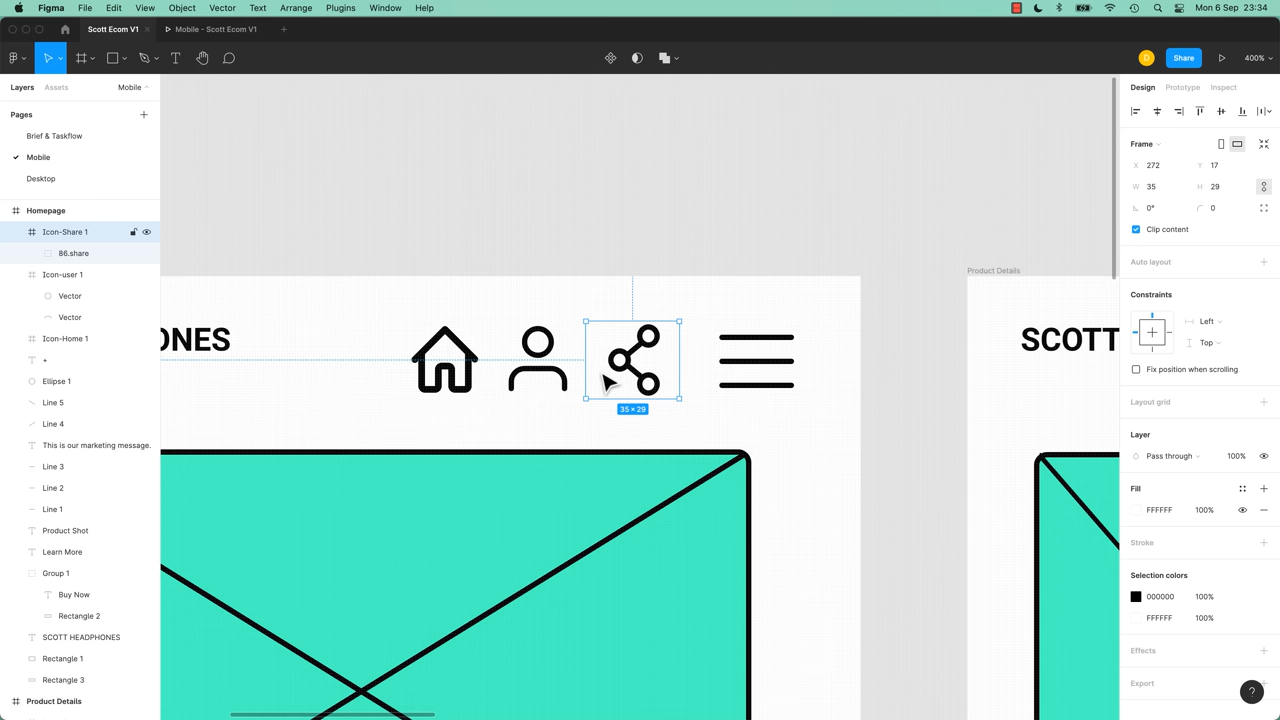 Figma File Edit View Object Vector Text Arrange Plugins Window Help Mon 6 Sep 23:34
Scott Ecom V1 Mobile - Scott Ecom V1
D Share 400%
Layers Assets Mobile
Pages
Brief & Taskflow
Mobile
Desktop
Homepage
Icon-Share 1
86.share
Icon-user 1
Vector
Vector
Icon-Home 1
+
Ellipse 1
Line 5
Line 4
This is our marketing message.
Line 3
Line 2
Line 1
Product Shot
Learn More
Group 1
Buy Now
Rectangle 2
SCOTT HEADPHONES
Rectangle 1
Rectangle 3
Product Details
ONES
35 × 29
Product Details
SCOTT
Design Prototype Inspect
Frame
X 272 Y 17
W 35 H 29
0° 0
Clip content
Auto layout
Constraints
Left
Top
Fix position when scrolling
Layout grid
Layer
Pass through 100%
Fill
FFFFFF 100%
Stroke
Selection colors
000000 100%
FFFFFF 100%
Effects
Export
?